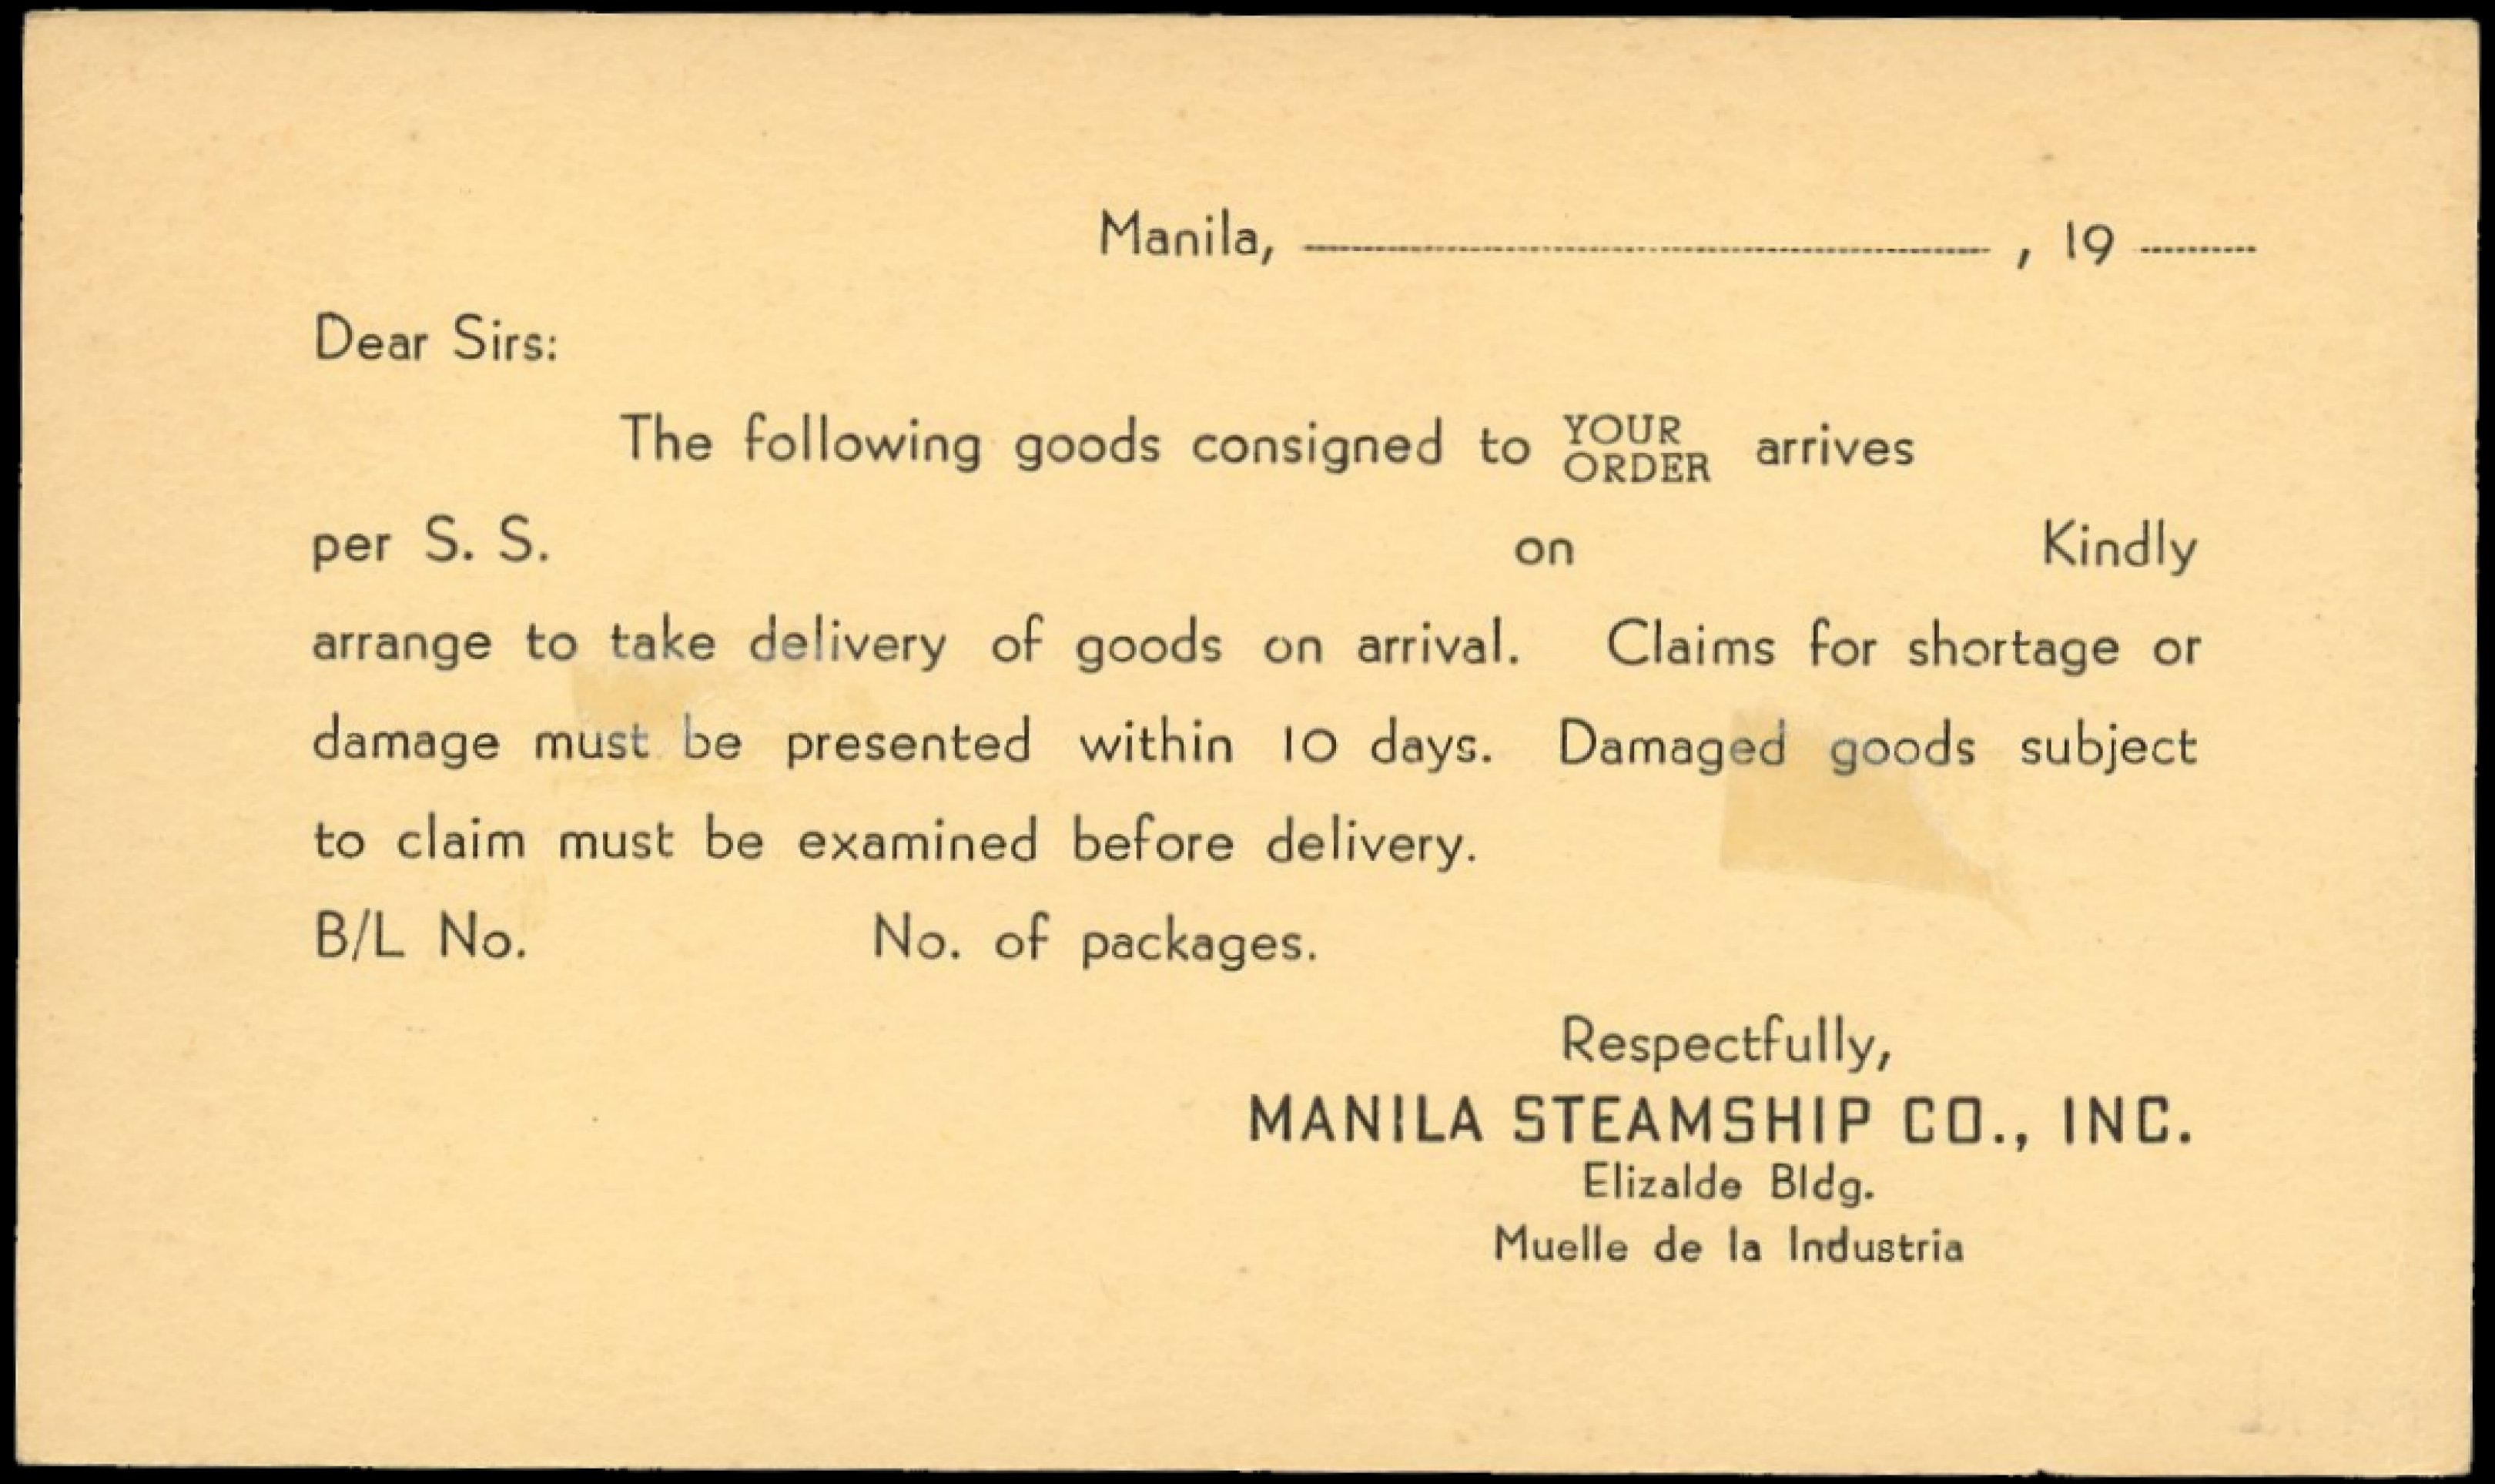 Manila, , 19
Dear Sirs:
The following goods consigned to YOUR ORDER arrives
per S. S. on Kindly
arrange to take delivery of goods on arrival. Claims for shortage or
damage must be presented within 10 days. Damaged goods subject
to claim must be examined before delivery.
B/L No. No. of packages.
Respectfully,
MANILA STEAMSHIP CO., INC.
Elizalde Bldg.
Muelle de la Industria